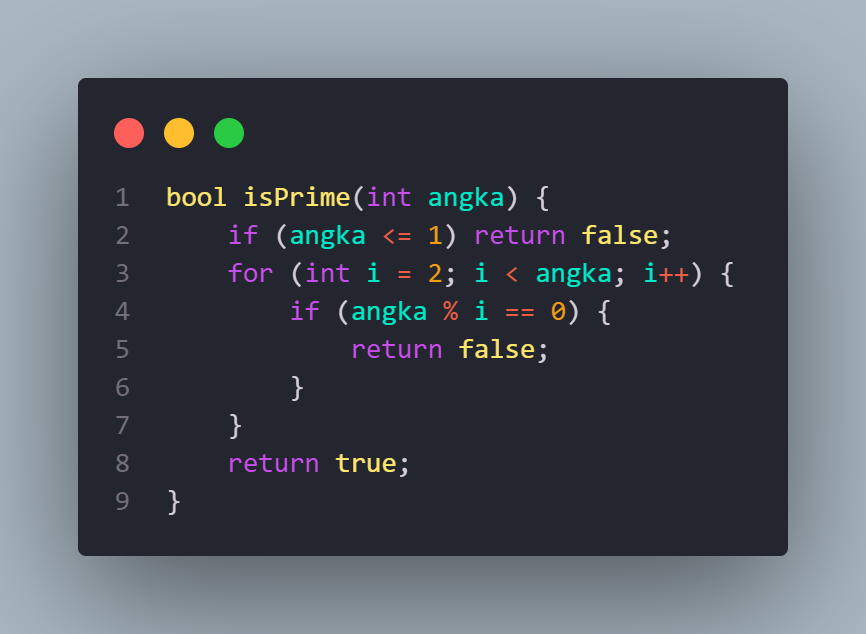 1 bool isPrime(int angka) {
2     if (angka <= 1) return false;
3     for (int i = 2; i < angka; i++) {
4         if (angka % i == 0) {
5             return false;
6         }
7     }
8     return true;
9 }